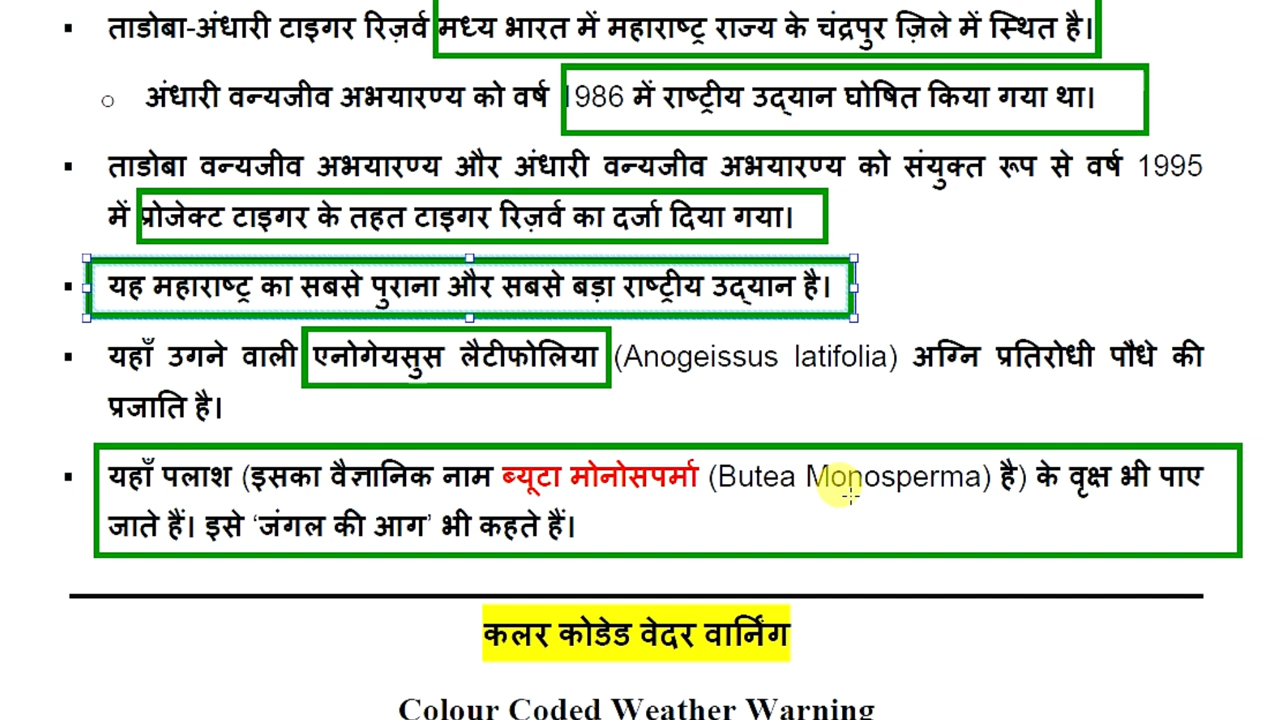 ▪ ताडोबा-अंधारी टाइगर रिज़र्व मध्य भारत में महाराष्ट्र राज्य के चंद्रपुर ज़िले में स्थित है।
○ अंधारी वन्यजीव अभयारण्य को वर्ष 1986 में राष्ट्रीय उद्यान घोषित किया गया था।
▪ ताडोबा वन्यजीव अभयारण्य और अंधारी वन्यजीव अभयारण्य को संयुक्त रूप से वर्ष 1995
में प्रोजेक्ट टाइगर के तहत टाइगर रिज़र्व का दर्जा दिया गया।
▪ यह महाराष्ट्र का सबसे पुराना और सबसे बड़ा राष्ट्रीय उद्यान है।
▪ यहाँ उगने वाली एनोगेयसुस लैटीफोलिया (Anogeissus latifolia) अग्नि प्रतिरोधी पौधे की
प्रजाति है।
▪ यहाँ पलाश (इसका वैज्ञानिक नाम ब्यूटा मोनोसपर्मा (Butea Monosperma) है) के वृक्ष भी पाए
जाते हैं। इसे ‘जंगल की आग’ भी कहते हैं।
कलर कोडेड वेदर वार्निंग
Colour Coded Weather Warning